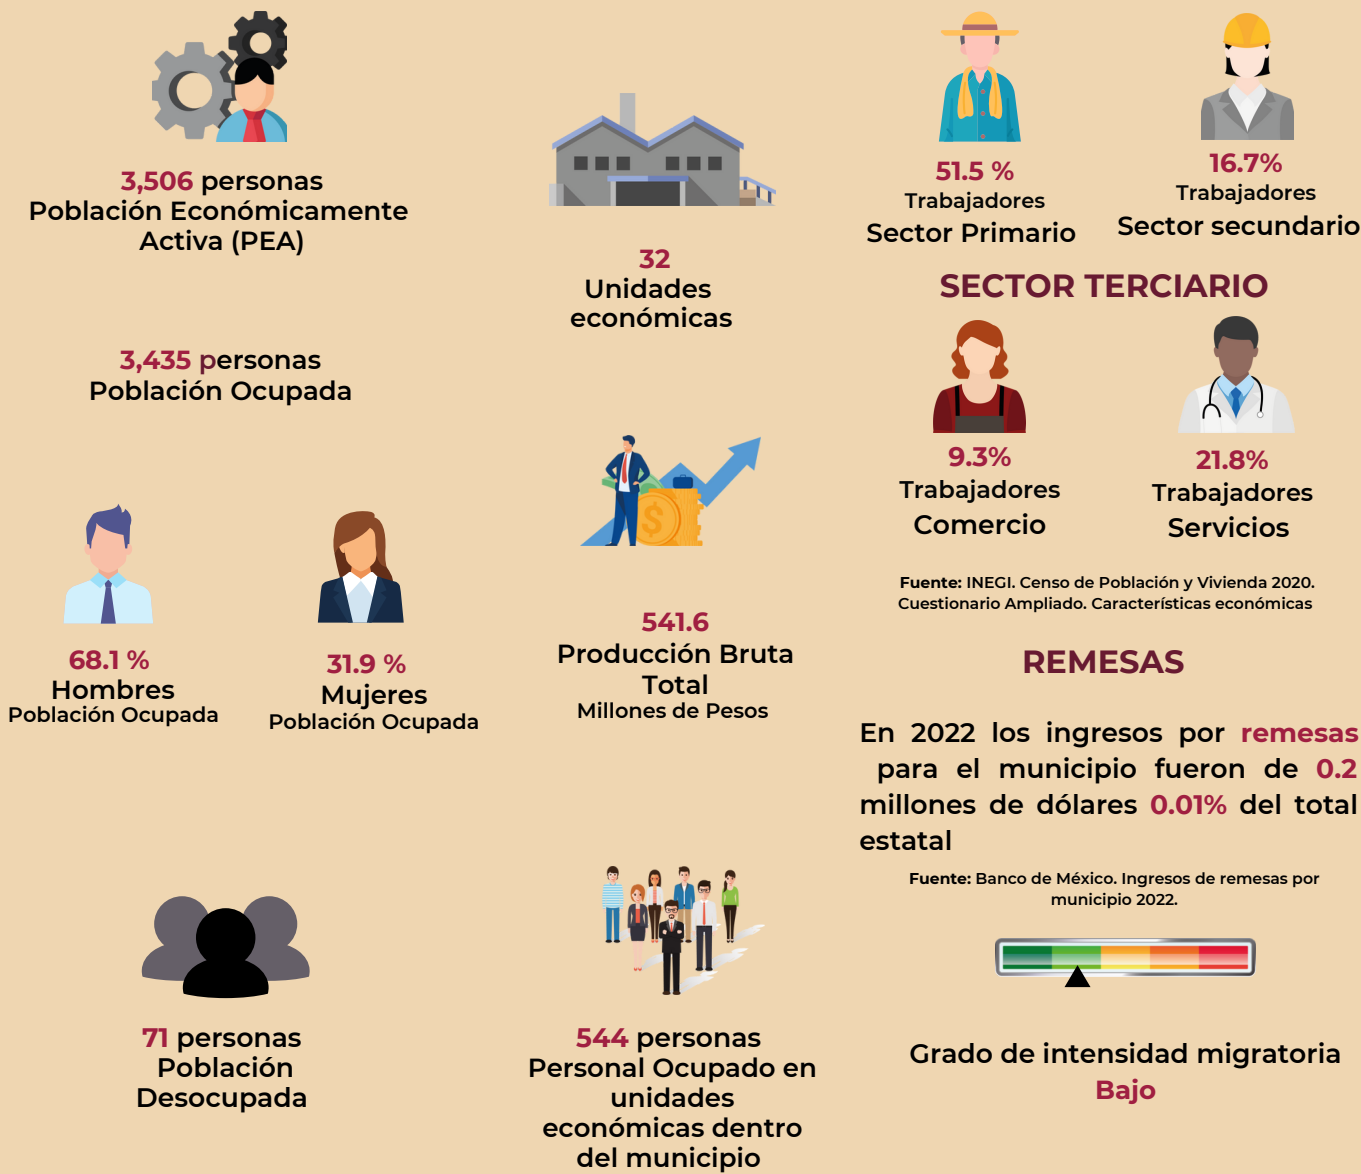 3,506 personas
Población Económicamente
Activa (PEA)
3,435 personas
Población Ocupada
68.1 %
Hombres
Población Ocupada
31.9 %
Mujeres
Población Ocupada
71 personas
Población
Desocupada
32
Unidades
económicas
541.6
Producción Bruta
Total
Millones de Pesos
544 personas
Personal Ocupado en
unidades
económicas dentro
del municipio
51.5 %
Trabajadores
Sector Primario
16.7%
Trabajadores
Sector secundario
SECTOR TERCIARIO
9.3%
Trabajadores
Comercio
21.8%
Trabajadores
Servicios
Fuente: INEGI. Censo de Población y Vivienda 2020.
Cuestionario Ampliado. Características económicas
REMESAS
En 2022 los ingresos por remesas
para el municipio fueron de 0.2
millones de dólares 0.01% del total
estatal
Fuente: Banco de México. Ingresos de remesas por
municipio 2022.
Grado de intensidad migratoria
Bajo